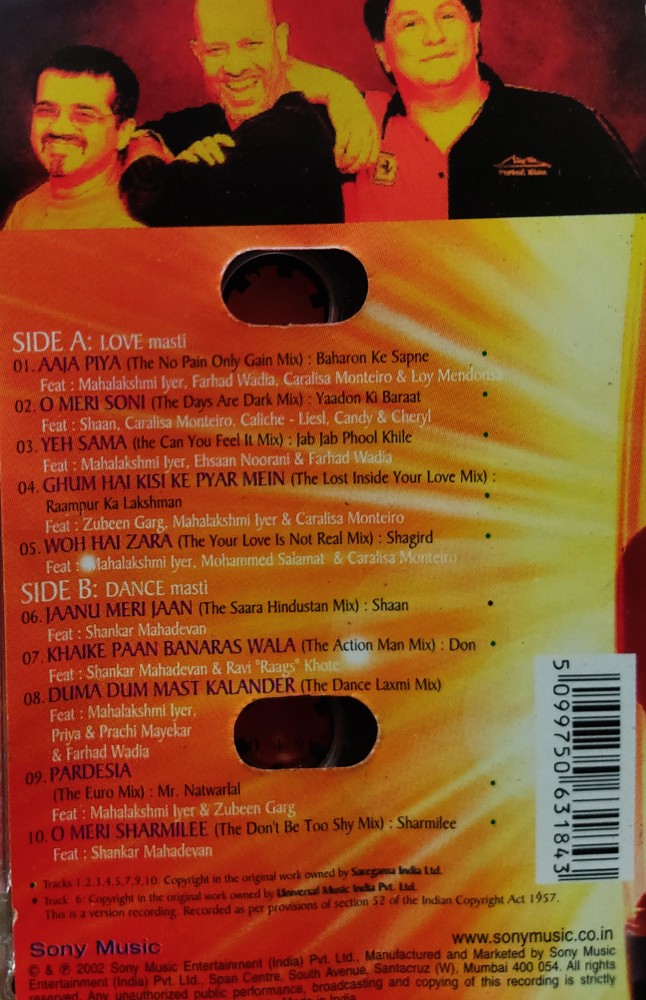 SIDE A: LOVE masti
01. AAJA PIYA (The No Pain Only Gain Mix) : Baharon Ke Sapne
Feat : Mahalakshmi Iyer, Farhad Wadia, Caralisa Monteiro & Loy Mendonsa
02. O MERI SONI (The Days Are Dark Mix) : Yaadon Ki Baraat
Feat : Shaan, Caralisa Monteiro, Caliche - Liesl, Candy & Cheryl
03. YEH SAMA (the Can You Feel It Mix) : Jab Jab Phool Khile
Feat : Mahalakshmi Iyer, Ehsaan Noorani & Farhad Wadia
04. GHUM HAI KISI KE PYAR MEIN (The Lost Inside Your Love Mix) :
Raampur Ka Lakshman
Feat : Zubeen Garg, Mahalakshmi Iyer & Caralisa Monteiro
05. WOH HAI ZARA (The Your Love Is Not Real Mix) : Shagird
Feat : Mahalakshmi Iyer, Mohammed Salamat & Caralisa Monteiro
SIDE B: DANCE masti
06. JAANU MERI JAAN (The Saara Hindustan Mix) : Shaan
Feat : Shankar Mahadevan
07. KHAIKE PAAN BANARAS WALA (The Action Man Mix) : Don
Feat : Shankar Mahadevan & Ravi "Raags" Khote
08. DUMA DUM MAST KALANDER (The Dance Laxmi Mix)
Feat : Mahalakshmi Iyer,
Priya & Prachi Mayekar
& Farhad Wadia
09. PARDESIA
(The Euro Mix) : Mr. Natwarlal
Feat : Mahalakshmi Iyer & Zubeen Garg
10. O MERI SHARMILEE (The Don't Be Too Shy Mix) : Sharmilee
Feat : Shankar Mahadevan
• Tracks 1,2,3,4,5,7,9,10: Copyright in the original work owned by Saregama India Ltd.
• Track 6: Copyright in the original work owned by Universal Music India Pvt. Ltd.
This is a version recording. Recorded as per provisions of section 52 of the Indian Copyright Act 1957.
5 099750 631843
Sony Music
www.sonymusic.co.in
© & ℗ 2002 Sony Music Entertainment (India) Pvt. Ltd., Manufactured and Marketed by Sony Music
Entertainment (India) Pvt. Ltd., Span Centre, South Avenue, Santacruz (W), Mumbai 400 054. All rights
reserved. Any unauthorized public performance, broadcasting and copying of this recording is strictly
Made in India